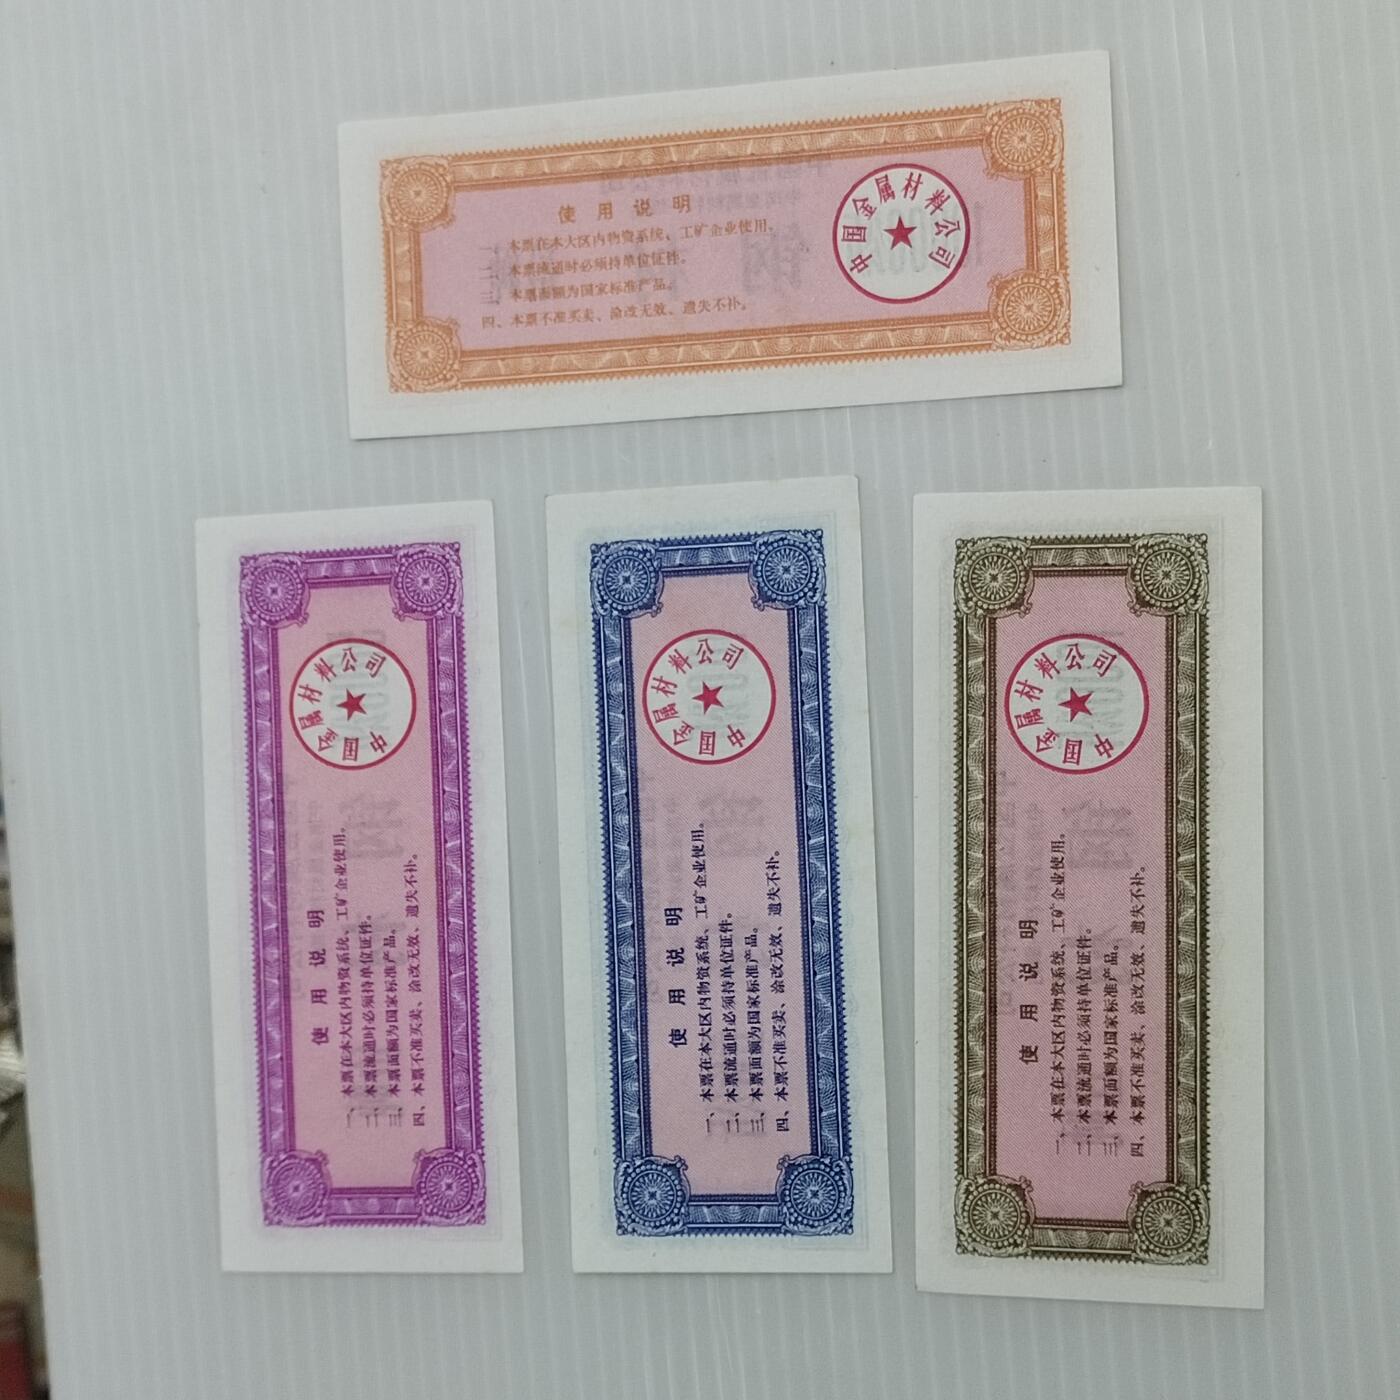 使用说明
一、本票在本大区内物资系统、工矿企业使用。
二、本票流通时必须持单位证件。
三、本票面额为国家标准产品。
四、本票不准买卖、涂改无效、遗失不补。
中国金属材料公司
中国金属材料公司
使用说明
一、本票在本大区内物资系统、工矿企业使用。
二、本票流通时必须持单位证件。
三、本票面额为国家标准产品。
四、本票不准买卖、涂改无效、遗失不补。
中国金属材料公司
使用说明
一、本票在本大区内物资系统、工矿企业使用。
二、本票流通时必须持单位证件。
三、本票面额为国家标准产品。
四、本票不准买卖、涂改无效、遗失不补。
中国金属材料公司
使用说明
一、本票在本大区内物资系统、工矿企业使用。
二、本票流通时必须持单位证件。
三、本票面额为国家标准产品。
四、本票不准买卖、涂改无效、遗失不补。